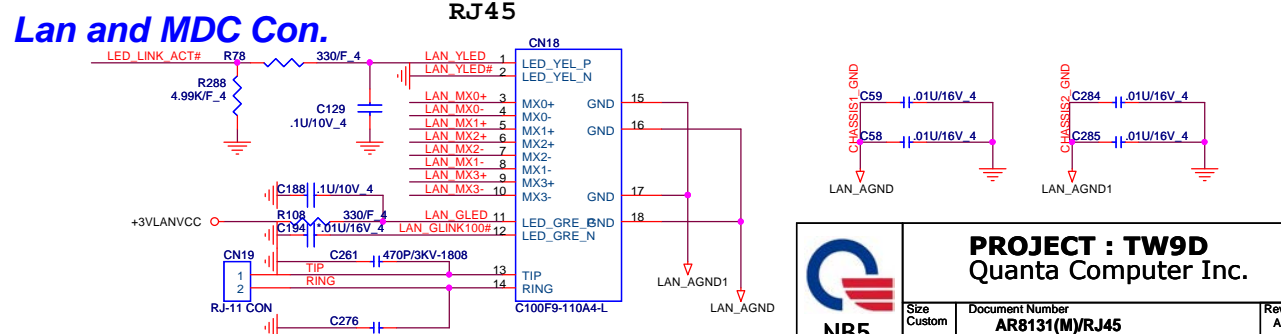 RJ45
Lan and MDC Con.
CN18
LED_LINK_ACT# R78 330/F_4 LAN_YLED 1 LED_YEL_P
LAN_YLED# 2 LED_YEL_N
R288
4.99K/F_4
C129
.1U/10V_4
LAN_MX0+ 3 MX0+ GND 15
LAN_MX0- 4 MX0-
LAN_MX1+ 5 MX1+ GND 16
LAN_MX2+ 6 MX2+
LAN_MX2- 7 MX2-
LAN_MX1- 8 MX1-
LAN_MX3+ 9 MX3+
LAN_MX3- 10 MX3- GND 17
C188 .1U/10V_4
+3VLANVCC R108 330/F_4 LAN_GLED 11 LED_GRE_P GND 18
C194 *.01U/16V_4 LAN_GLINK100# 12 LED_GRE_N
CN19
C261 470P/3KV-1808
1 TIP 13 TIP
2 RING 14 RING
RJ-11 CON
C100F9-110A4-L
C276
LAN_AGND1
LAN_AGND
CHASSIS1_GND
C59 .01U/16V_4
C58 .01U/16V_4
LAN_AGND
CHASSIS2_GND
C284 .01U/16V_4
C285 .01U/16V_4
LAN_AGND1
PROJECT : TW9D
Quanta Computer Inc.
NB5
Size
Custom
Document Number
AR8131(M)/RJ45
Rev
A